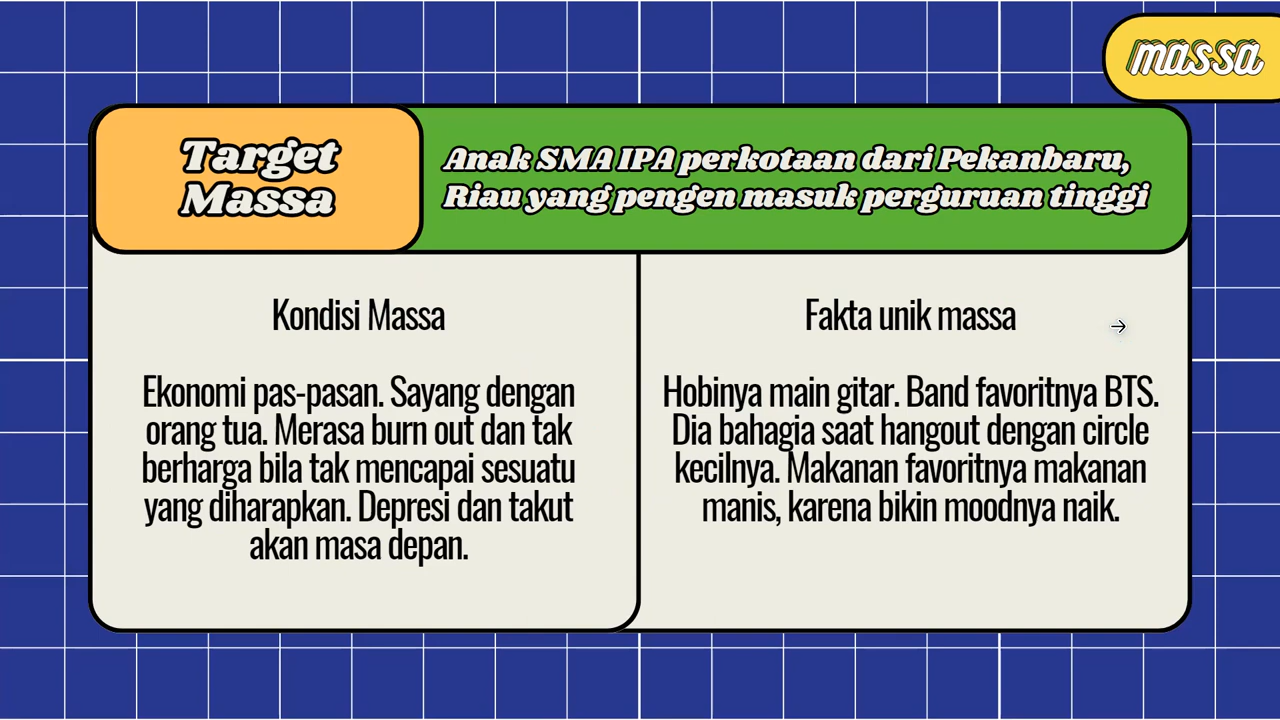 massa
Target
Massa
Anak SMA IPA perkotaan dari Pekanbaru,
Riau yang pengen masuk perguruan tinggi
Kondisi Massa
Ekonomi pas-pasan. Sayang dengan
orang tua. Merasa burn out dan tak
berharga bila tak mencapai sesuatu
yang diharapkan. Depresi dan takut
akan masa depan.
Fakta unik massa
Hobinya main gitar. Band favoritnya BTS.
Dia bahagia saat hangout dengan circle
kecilnya. Makanan favoritnya makanan
manis, karena bikin moodnya naik.